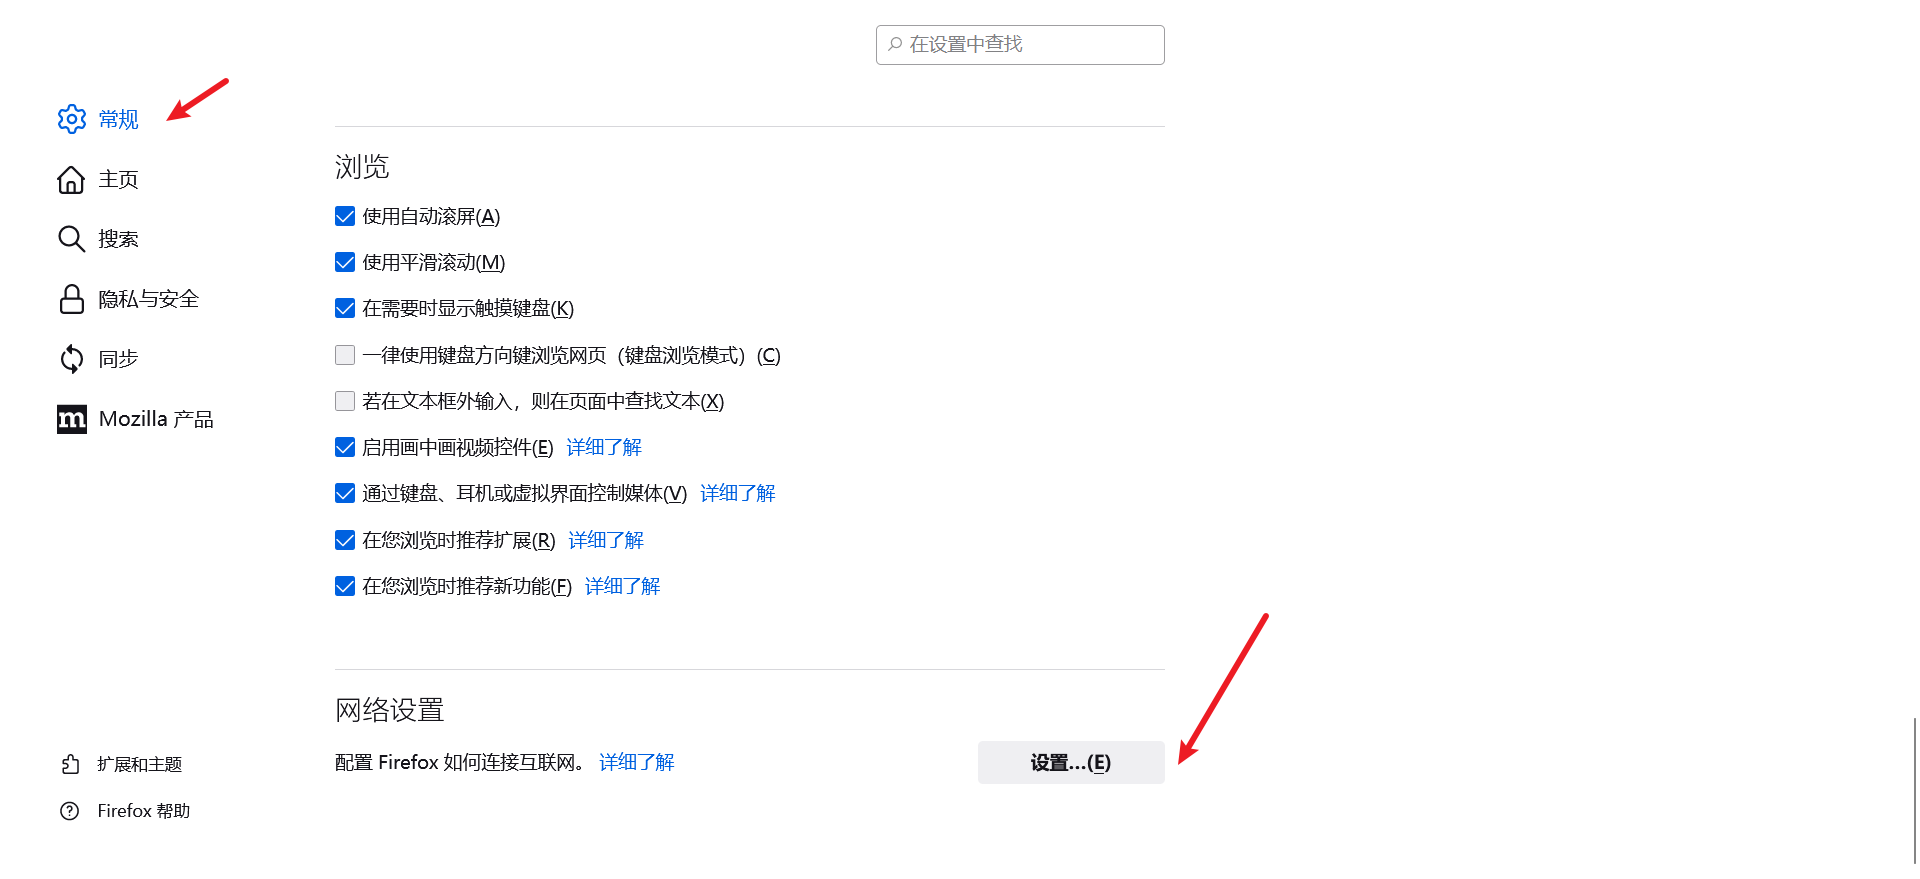 在设置中查找
常规
主页
搜索
隐私与安全
同步
Mozilla 产品
扩展和主题
Firefox 帮助
浏览
使用自动滚屏(A)
使用平滑滚动(M)
在需要时显示触摸键盘(K)
一律使用键盘方向键浏览网页（键盘浏览模式）(C)
若在文本框外输入，则在页面中查找文本(X)
启用画中画视频控件(E) 详细了解
通过键盘、耳机或虚拟界面控制媒体(V) 详细了解
在您浏览时推荐扩展(R) 详细了解
在您浏览时推荐新功能(F) 详细了解
网络设置
配置 Firefox 如何连接互联网。 详细了解 设置...(E)